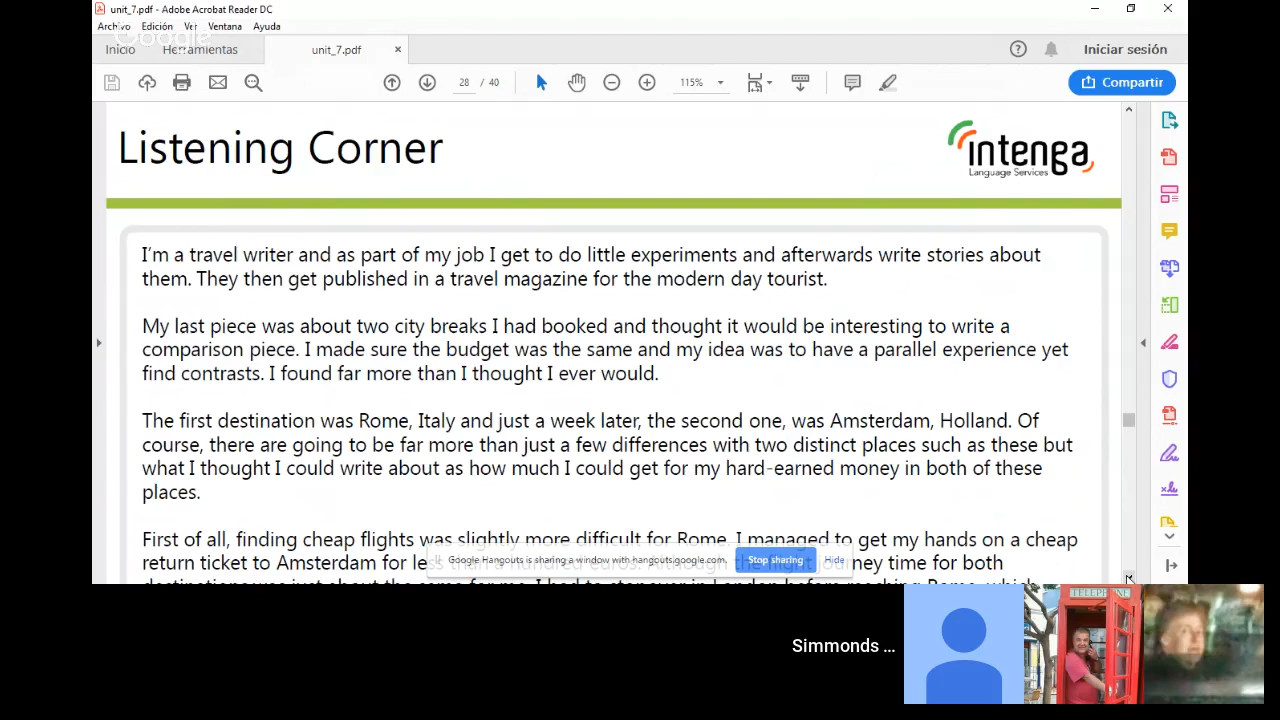 unit_7.pdf - Adobe Acrobat Reader DC
Archivo Edición Ver Ventana Ayuda
Google
Inicio Herramientas unit_7.pdf Iniciar sesión
28 / 40 115% Compartir
Listening Corner
intenga
Language Services
I'm a travel writer and as part of my job I get to do little experiments and afterwards write stories about
them. They then get published in a travel magazine for the modern day tourist.
My last piece was about two city breaks I had booked and thought it would be interesting to write a
comparison piece. I made sure the budget was the same and my idea was to have a parallel experience yet
find contrasts. I found far more than I thought I ever would.
The first destination was Rome, Italy and just a week later, the second one, was Amsterdam, Holland. Of
course, there are going to be far more than just a few differences with two distinct places such as these but
what I thought I could write about as how much I could get for my hard-earned money in both of these
places.
First of all, finding cheap flights was slightly more difficult for Rome. I managed to get my hands on a cheap
return ticket to Amsterdam for
Google Hangouts is sharing a window with hangouts.google.com. Stop sharing Hide
time for both
TELEPHONE
Simmonds ...